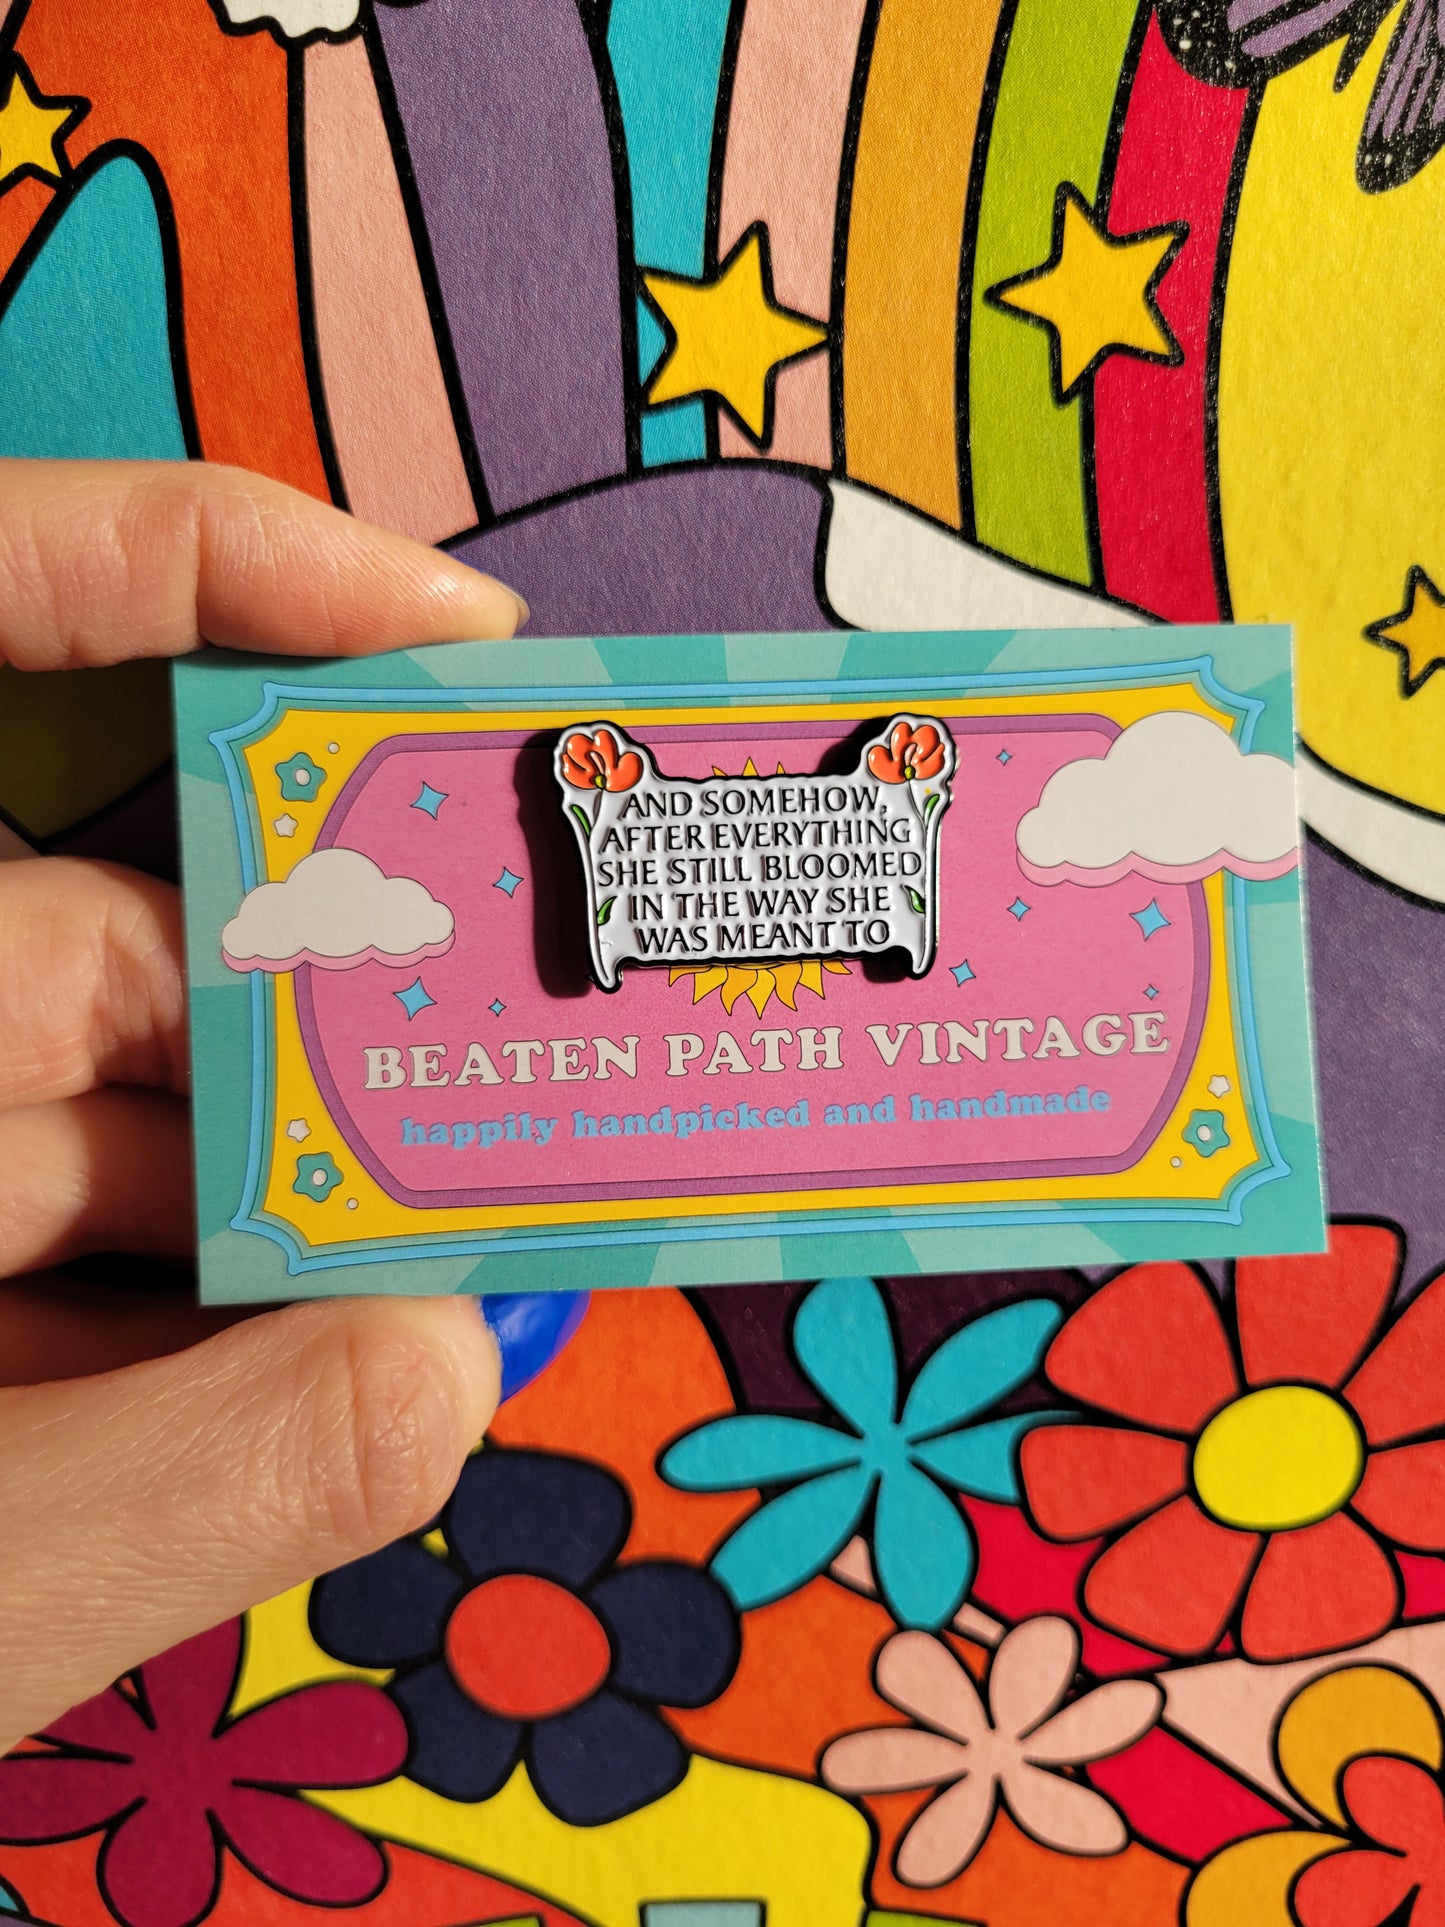 AND SOMEHOW,
AFTER EVERYTHING
SHE STILL BLOOMED
IN THE WAY SHE
WAS MEANT TO
BEATEN PATH VINTAGE
happily handpicked and handmade